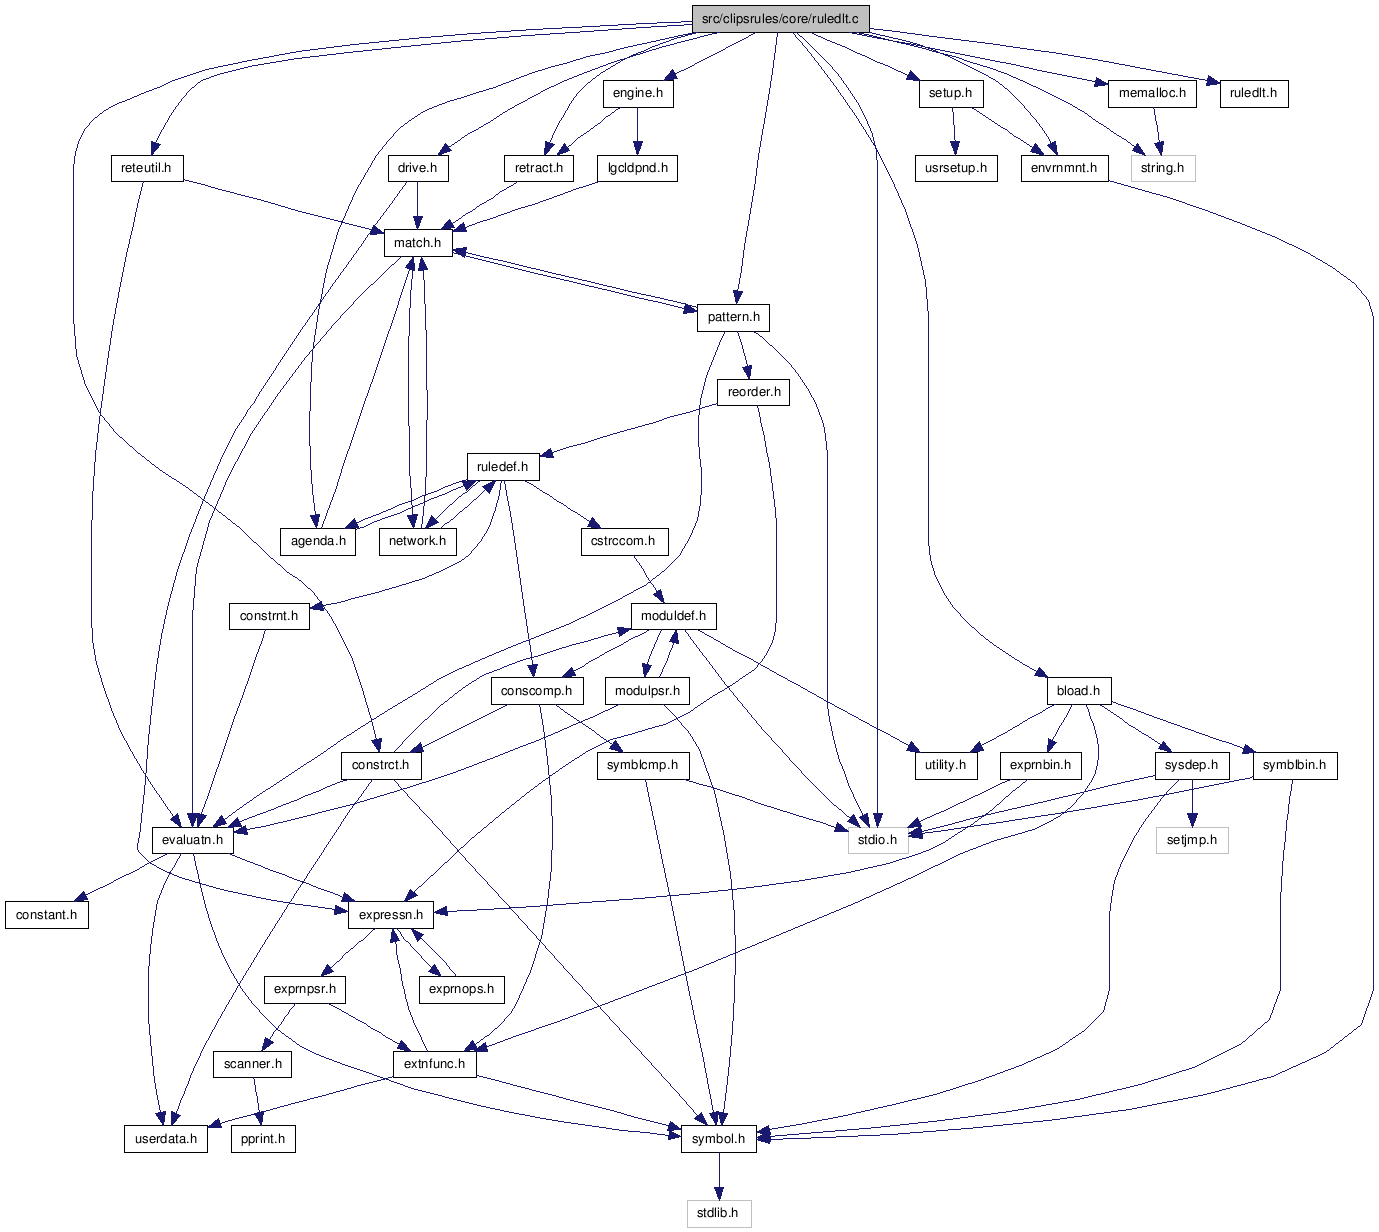 src/clipsrules/core/ruledlt.c
engine.h
setup.h
memalloc.h
ruledlt.h
reteutil.h
drive.h
retract.h
lgcldpnd.h
usrsetup.h
envrnmnt.h
string.h
match.h
pattern.h
reorder.h
ruledef.h
agenda.h
network.h
cstrccom.h
constrnt.h
moduldef.h
conscomp.h
modulpsr.h
bload.h
constrct.h
symblcmp.h
utility.h
exprnbin.h
sysdep.h
symblbin.h
evaluatn.h
stdio.h
setjmp.h
constant.h
expressn.h
exprnpsr.h
exprnops.h
scanner.h
extnfunc.h
userdata.h
pprint.h
symbol.h
stdlib.h